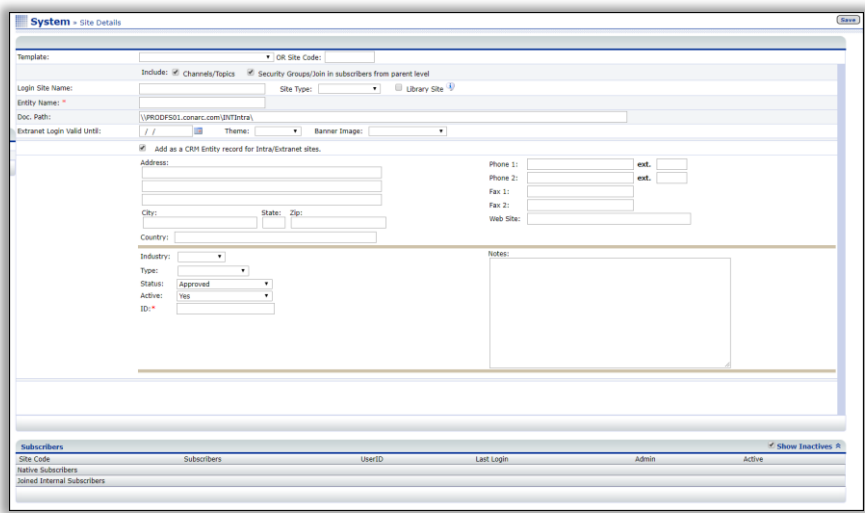 System » Site Details
Save
Template: OR Site Code:
Include: Channels/Topics Security Groups/Join in subscribers from parent level
Login Site Name: Site Type: Library Site
Entity Name: *
Doc. Path: \\PRODFS01.conarc.com\INTIntra\
Extranet Login Valid Until: / / Theme: Banner Image:
Add as a CRM Entity record for Intra/Extranet sites.
Address: Phone 1: ext.
Phone 2: ext.
Fax 1:
Fax 2:
City: State: Zip: Web Site:
Country:
Industry: Notes:
Type:
Status: Approved
Active: Yes
ID:*
Subscribers Show Inactives
Site Code Subscribers UserID Last Login Admin Active
Native Subscribers
Joined Internal Subscribers